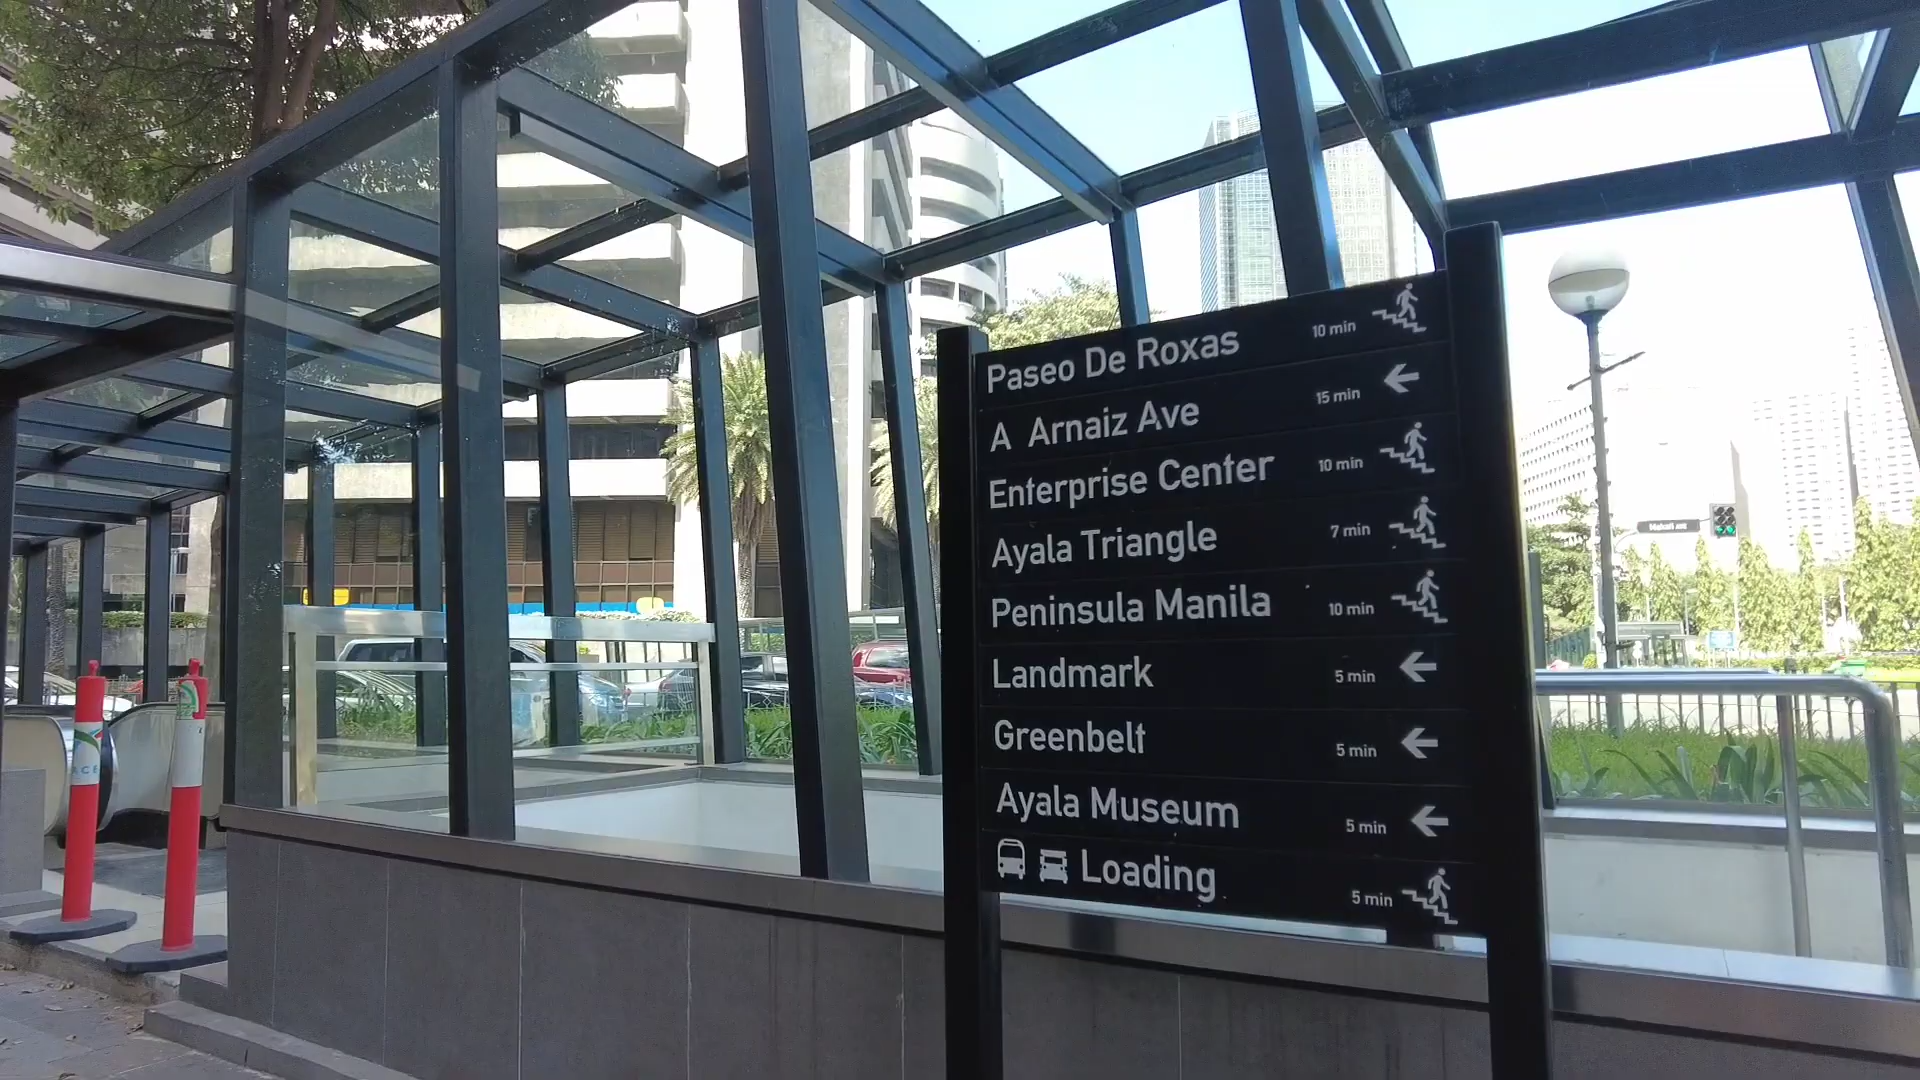 Paseo De Roxas 10 min
A Arnaiz Ave 15 min
Enterprise Center 10 min
Ayala Triangle 7 min
Peninsula Manila 10 min
Landmark 5 min
Greenbelt 5 min
Ayala Museum 5 min
Loading 5 min